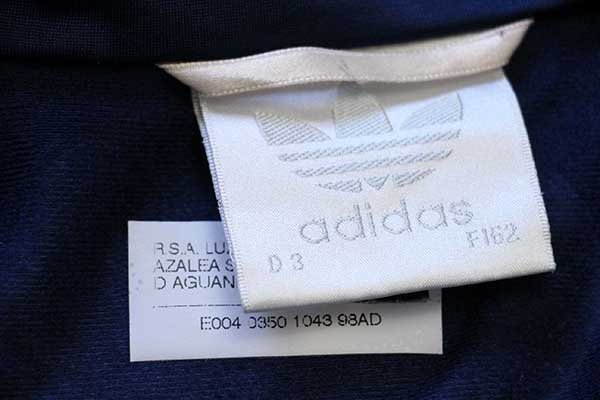 adidas
D 3 F162
R.S.A. LU
AZALEA S
D AGUAN
E004 0350 1043 98AD